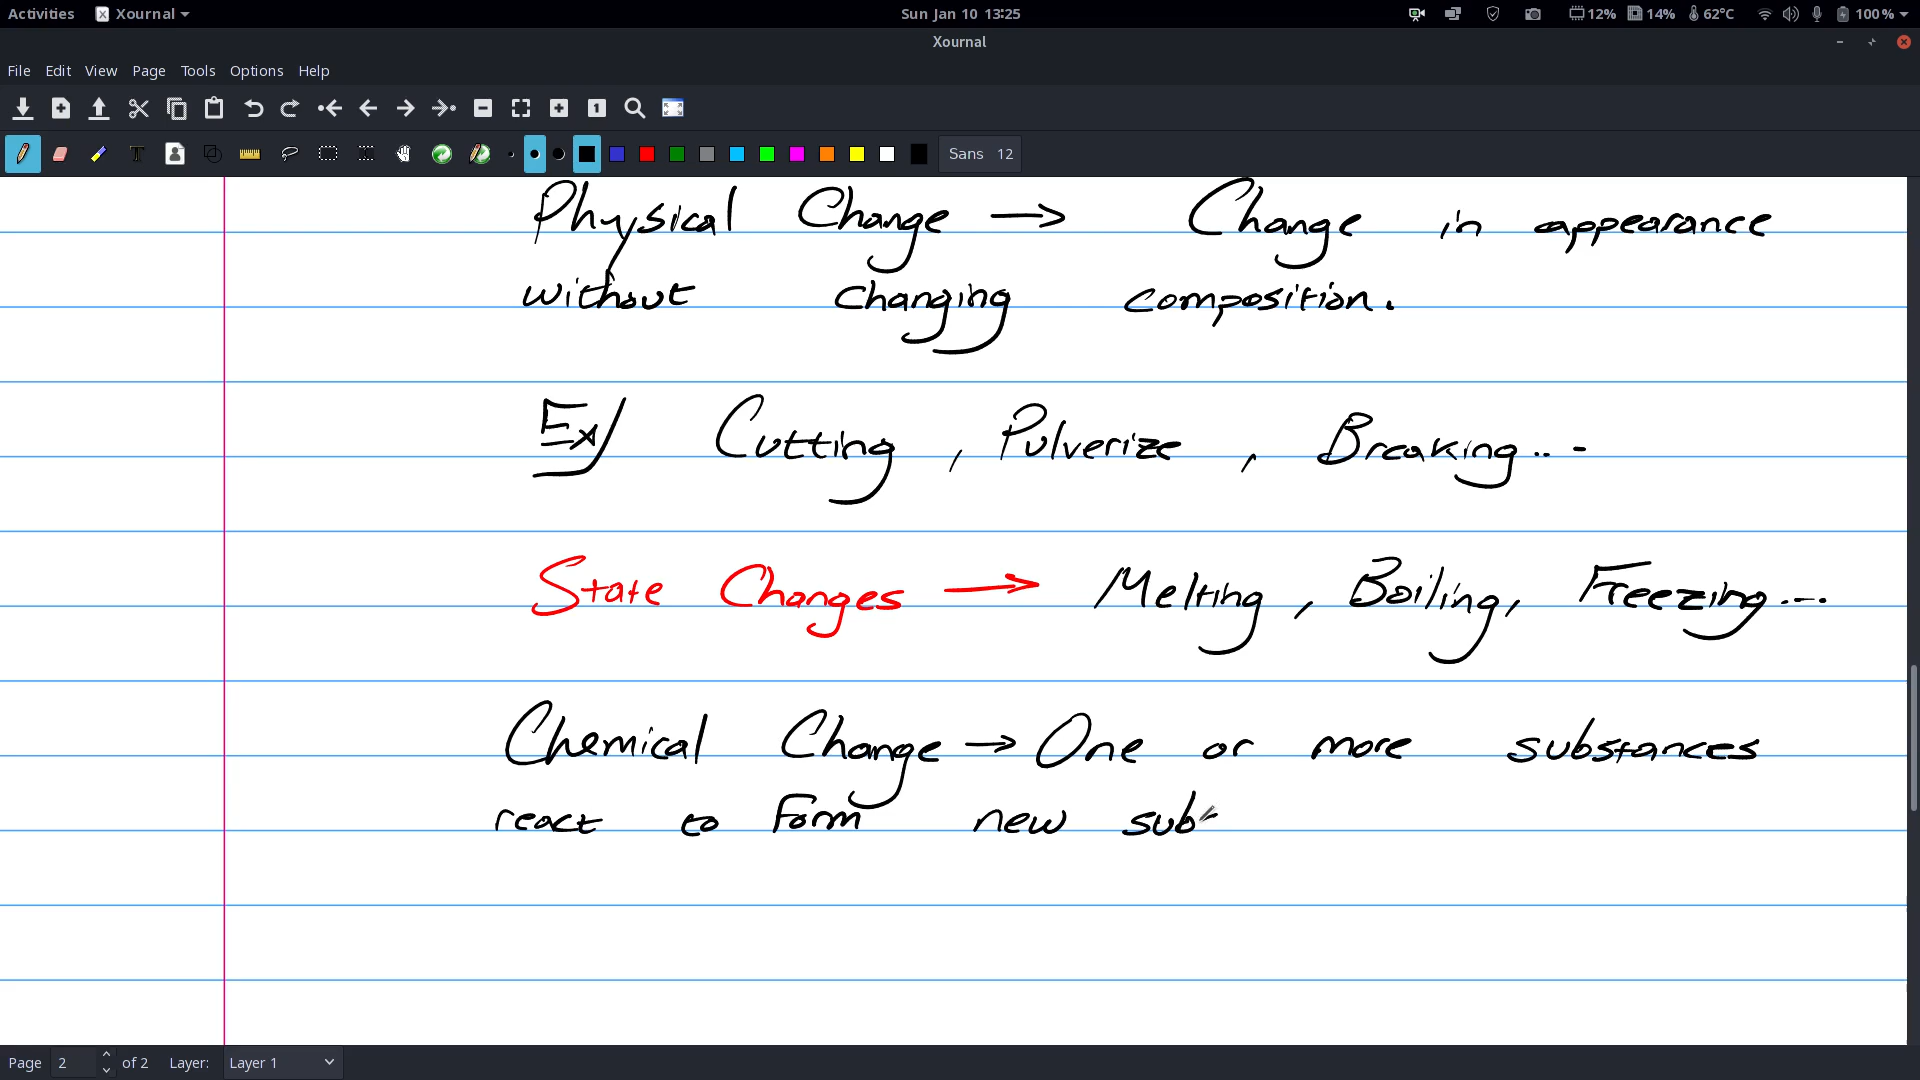 Activities Xournal Sun Jan 10 13:25 12% 14% 62°C 100%
Xournal
File Edit View Page Tools Options Help
Sans 12
Physical Change → Change in appearance
without changing composition.
Ex/ Cutting, Pulverize, Breaking...
State Changes → Melting, Boiling, Freezing...
Chemical Change → One or more substances
react to form new sub
Page 2 of 2 Layer: Layer 1